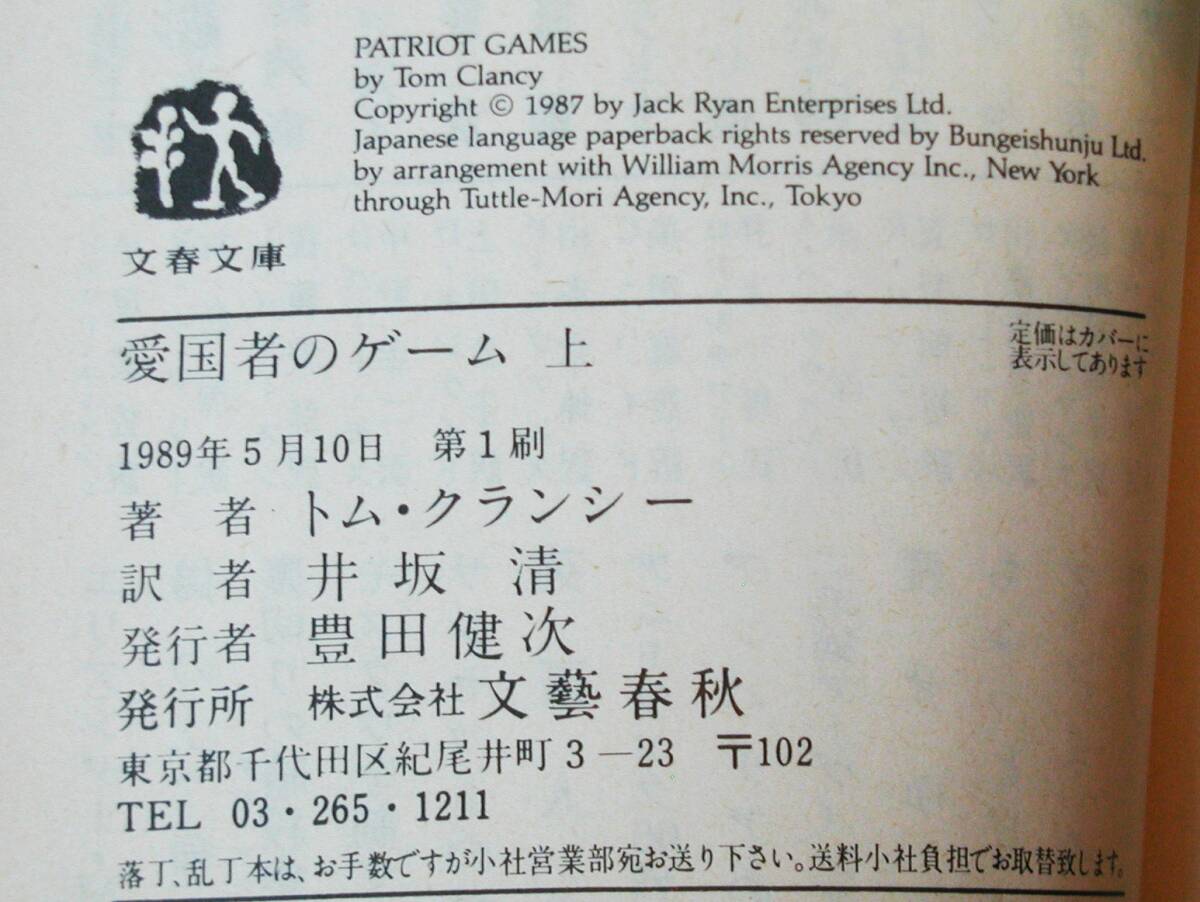 PATRIOT GAMES
by Tom Clancy
Copyright © 1987 by Jack Ryan Enterprises Ltd.
Japanese language paperback rights reserved by Bungeishunju Ltd.
by arrangement with William Morris Agency Inc., New York
through Tuttle-Mori Agency, Inc., Tokyo
文春文庫
愛国者のゲーム 上
定価はカバーに
表示してあります
1989年5月10日 第1刷
著 者 トム・クランシー
訳 者 井坂 清
発行者 豊田健次
発行所 株式会社 文藝春秋
東京都千代田区紀尾井町3—23 〒102
TEL 03・265・1211
落丁、乱丁本は、お手数ですが小社営業部宛お送り下さい。送料小社負担でお取替致します。